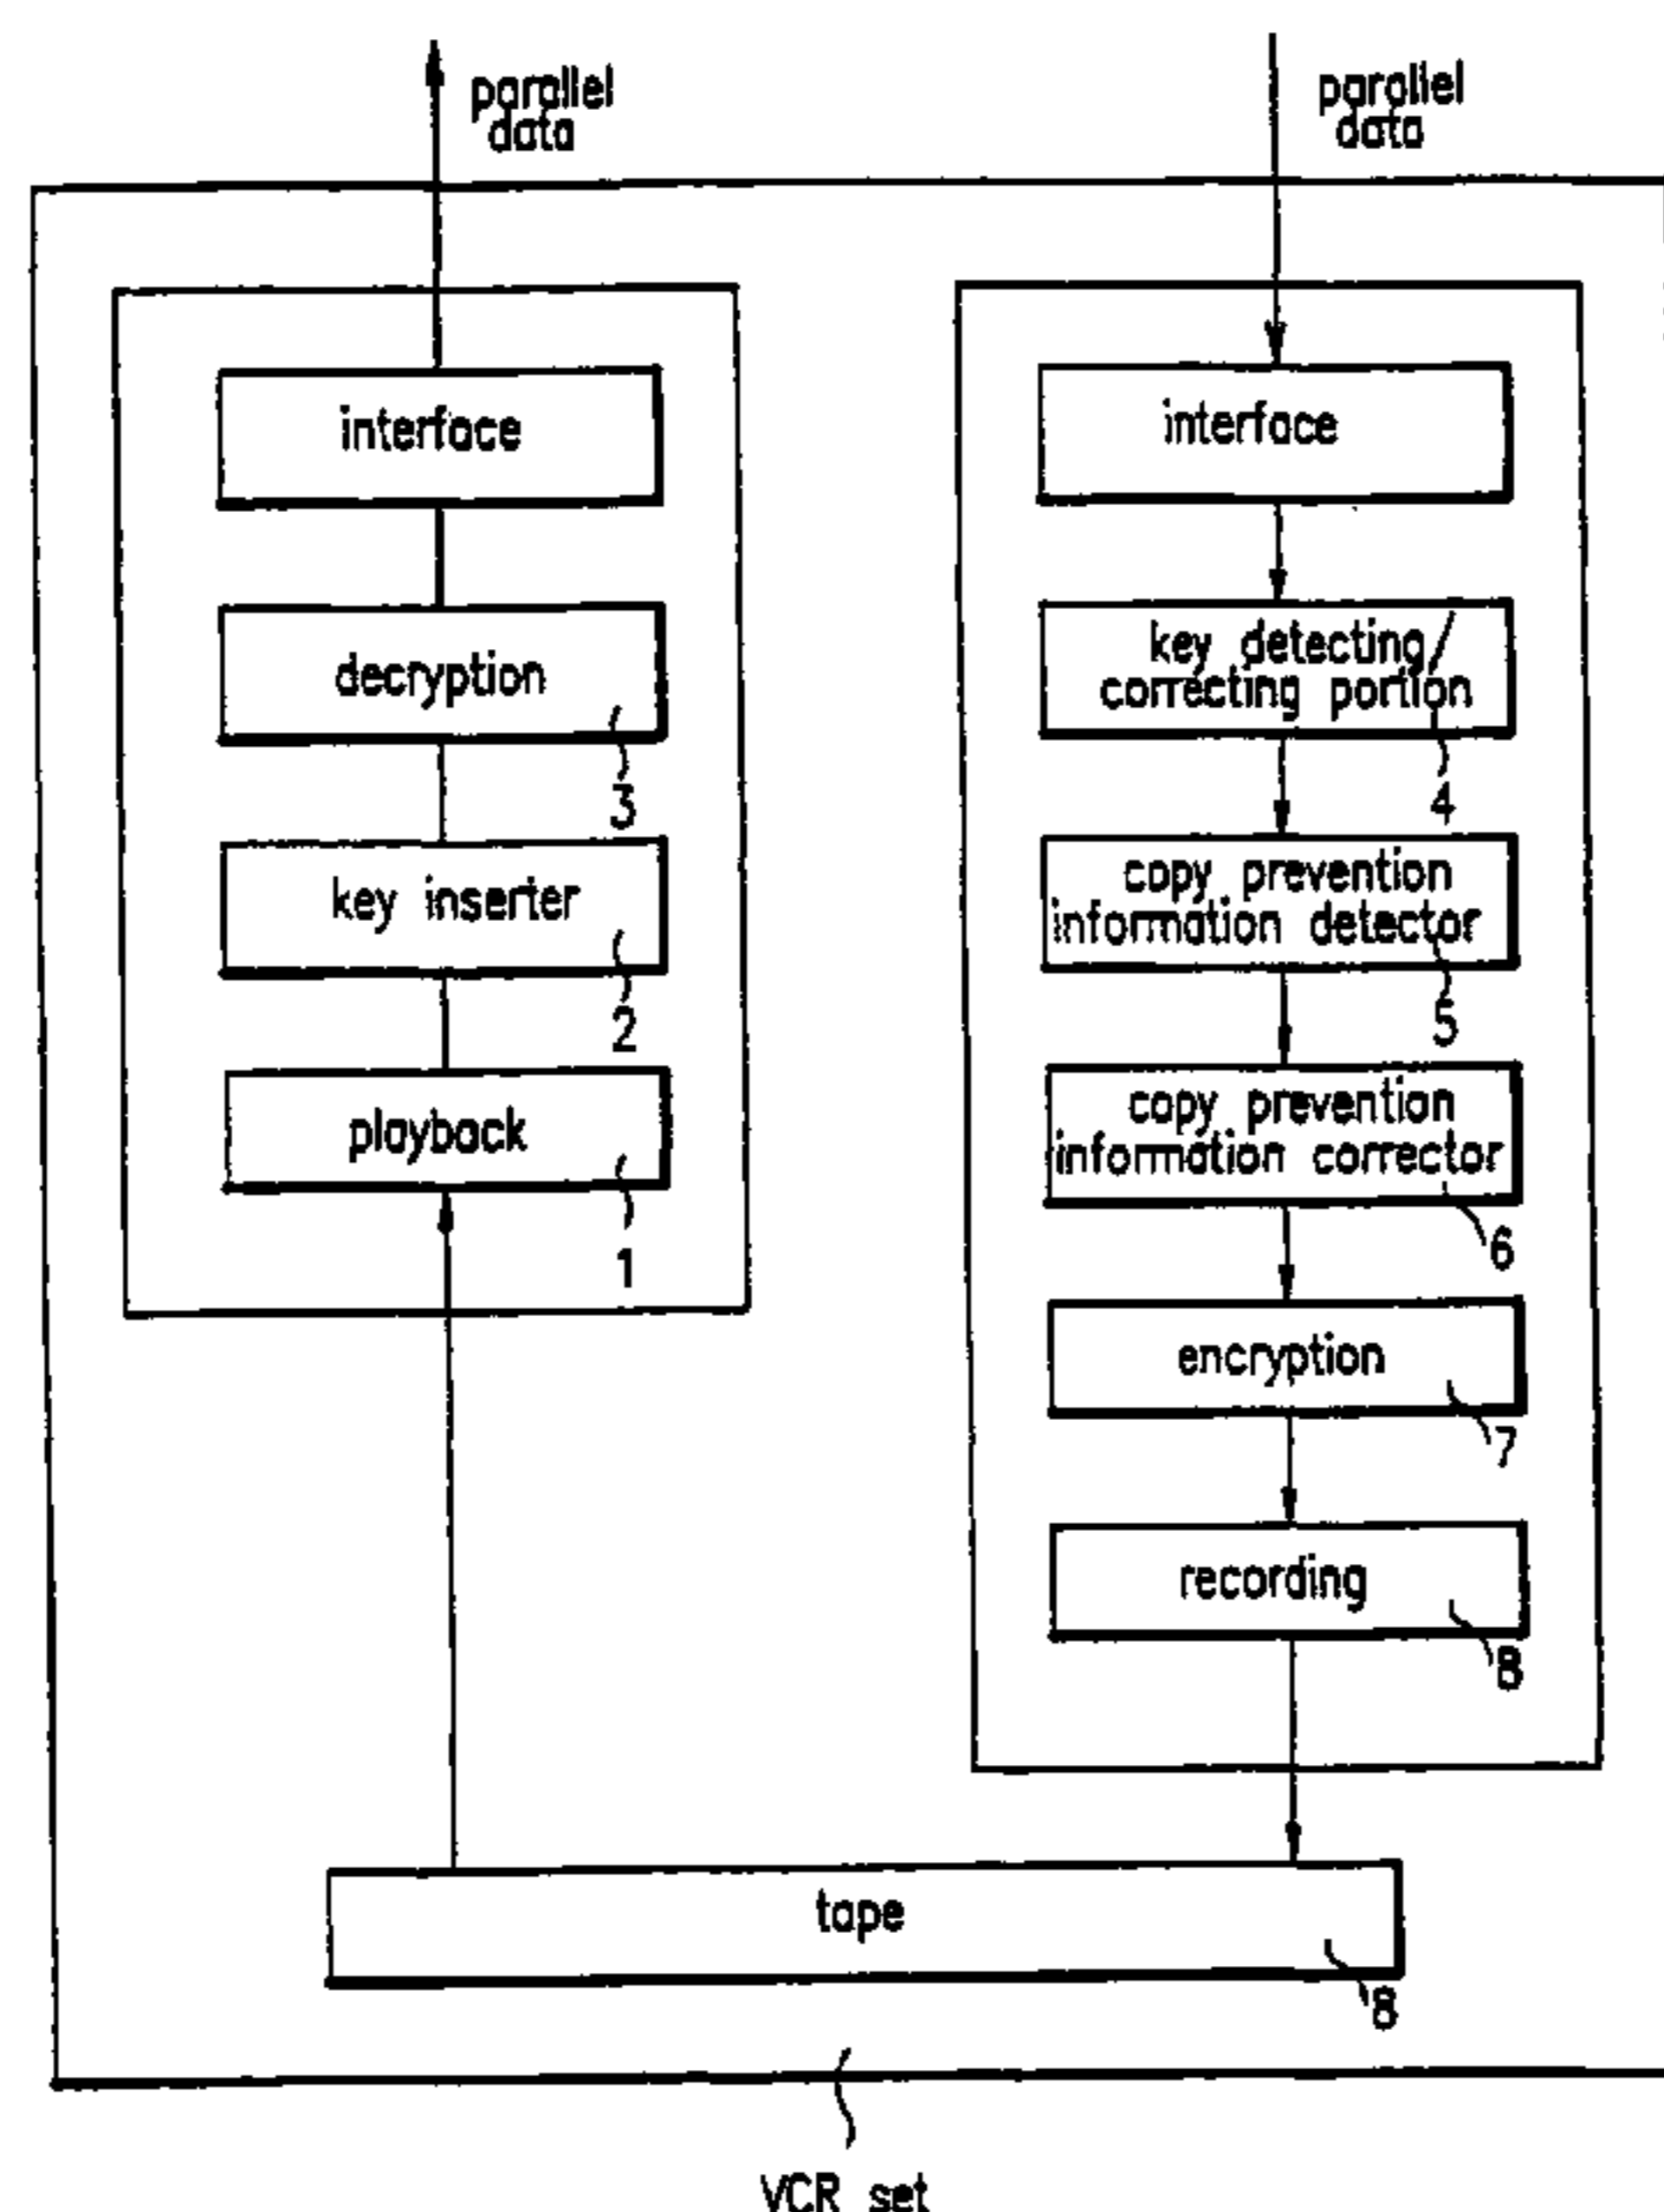 parallel
data
interface
decryption
3
key inserter
2
playback
1
parallel
data
interface
key detecting/
correcting portion
4
copy prevention
information detector
5
copy prevention
information corrector
6
encryption
7
recording
8
tape
8
VCR set